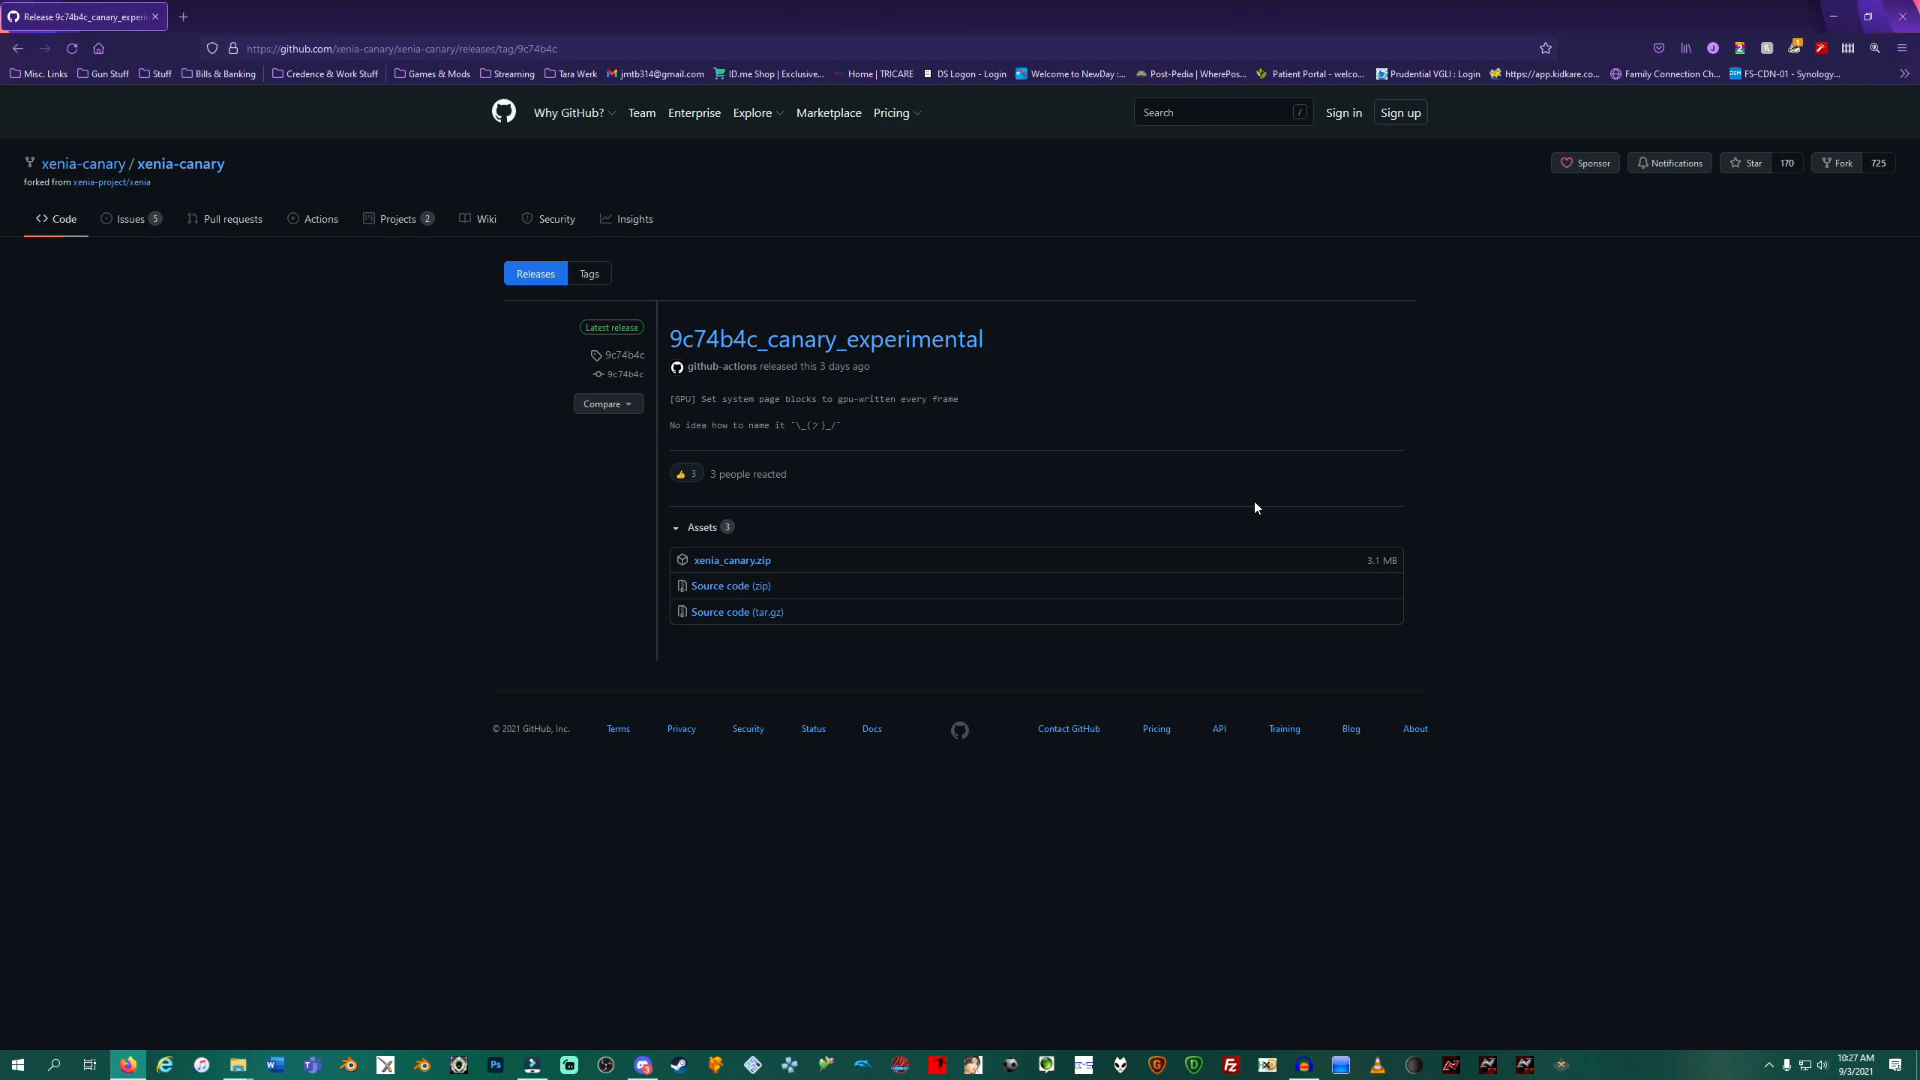 Release 9c74b4c_canary_experim
https://github.com/xenia-canary/xenia-canary/releases/tag/9c74b4c
Misc. Links Gun Stuff Stuff Bills & Banking Credence & Work Stuff Games & Mods Streaming Tara Werk jmtb314@gmail.com ID.me Shop | Exclusive... Home | TRICARE DS Logon - Login Welcome to NewDay :... Post-Pedia | WherePos... Patient Portal - welco... Prudential VGLI : Login https://app.kidkare.co... Family Connection Ch... FS-CDN-01 - Synology...
Why GitHub? Team Enterprise Explore Marketplace Pricing Search / Sign in Sign up
xenia-canary / xenia-canary
forked from xenia-project/xenia
Sponsor Notifications Star 170 Fork 725
Code Issues 5 Pull requests Actions Projects 2 Wiki Security Insights
Releases Tags
Latest release
9c74b4c
9c74b4c
Compare
9c74b4c_canary_experimental
github-actions released this 3 days ago
[GPU] Set system page blocks to gpu-written every frame
No idea how to name it ¯\_(ツ)_/¯
3 3 people reacted
Assets 3
xenia_canary.zip 3.1 MB
Source code (zip)
Source code (tar.gz)
© 2021 GitHub, Inc. Terms Privacy Security Status Docs Contact GitHub Pricing API Training Blog About
10:27 AM
9/3/2021